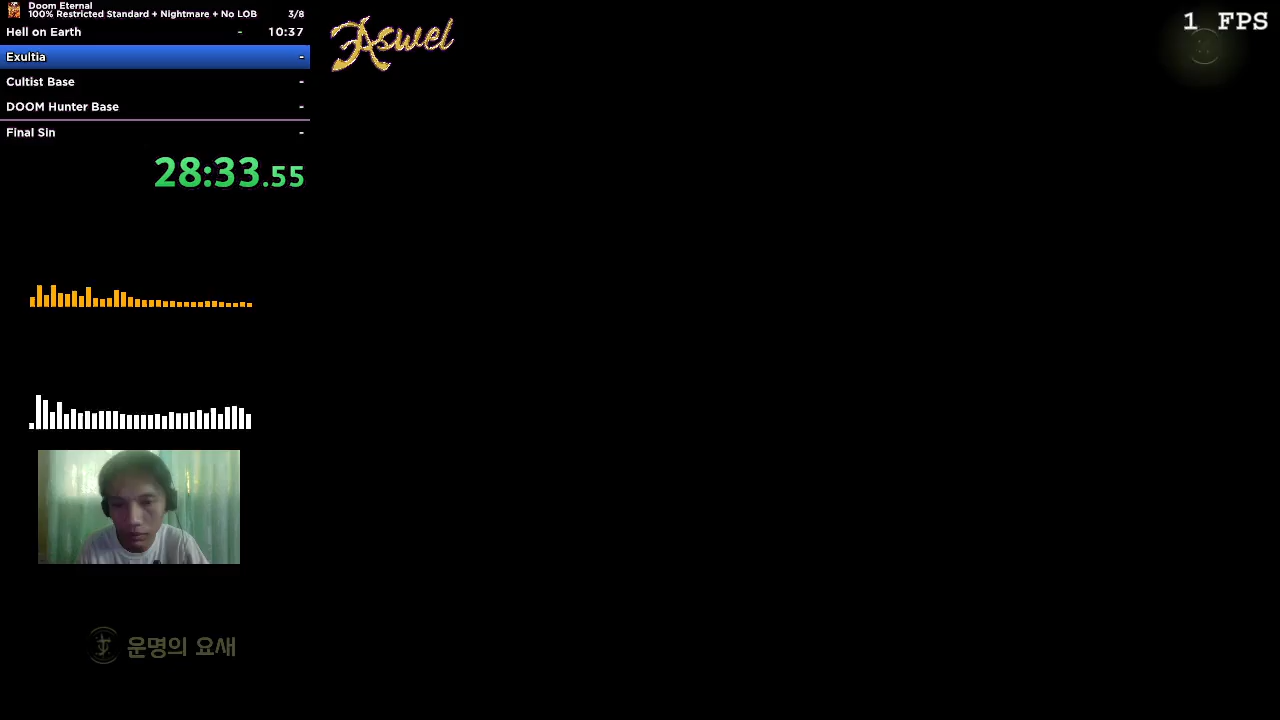 Doom Eternal
100% Restricted Standard + Nightmare + No LOB 3/8
Hell on Earth - 10:37
Exultia -
Cultist Base -
DOOM Hunter Base -
Final Sin -
28:33.55
Aswel
1 FPS
운명의 요새